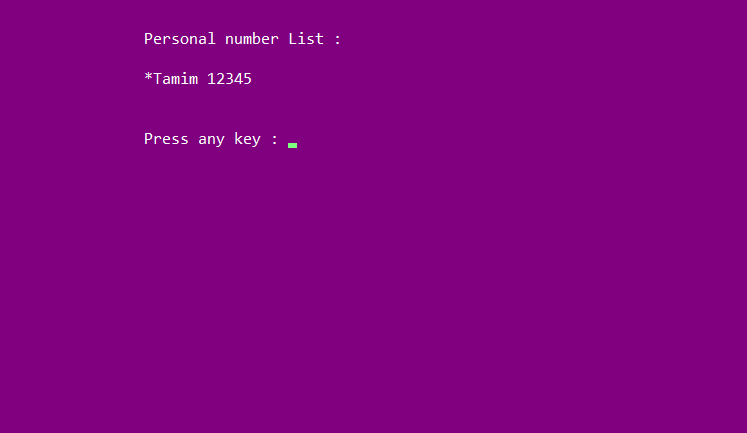 Personal number List :
*Tamim 12345
Press any key :